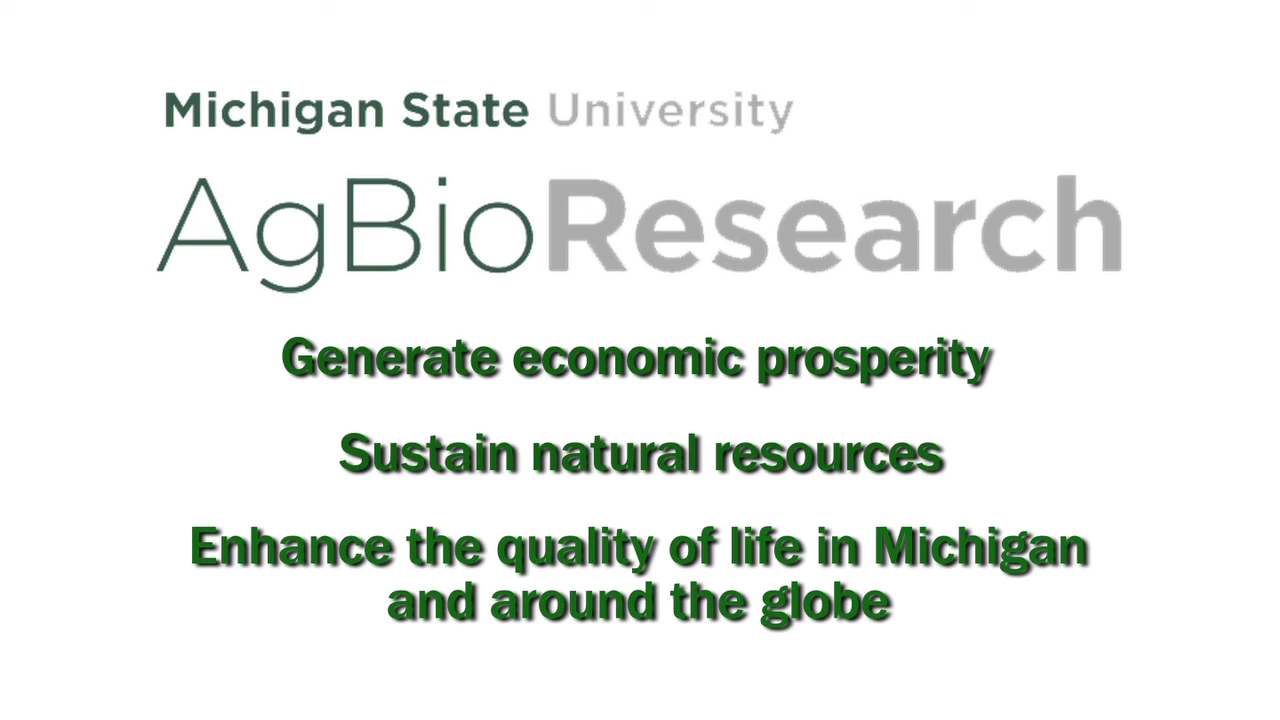 Michigan State University
AgBioResearch
Generate economic prosperity
Sustain natural resources
Enhance the quality of life in Michigan
and around the globe